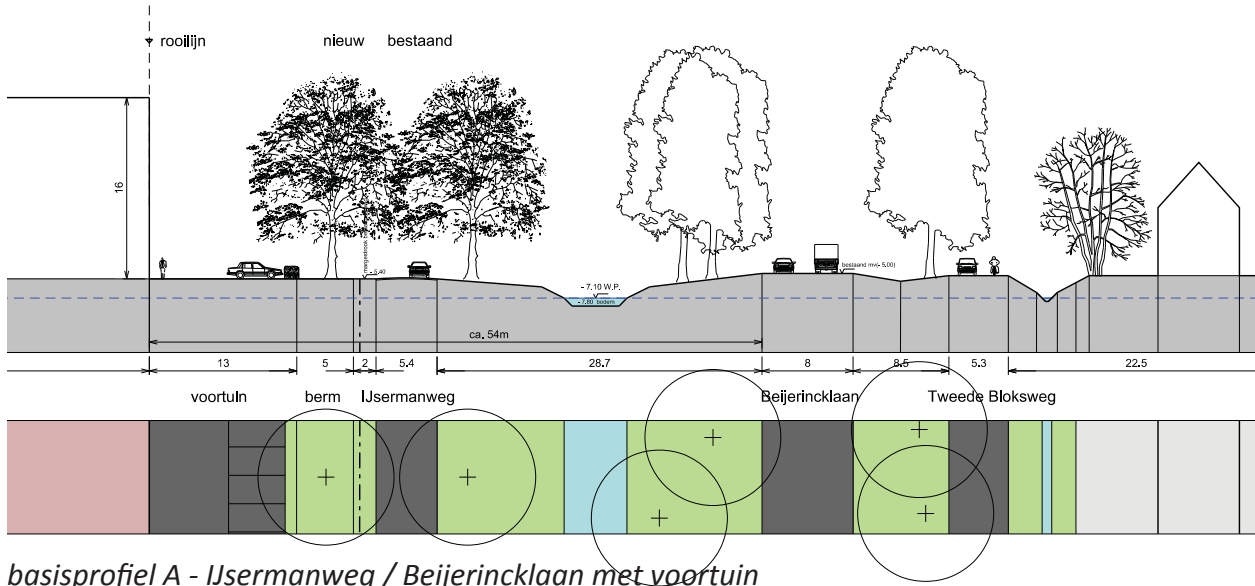 rooilijn nieuw bestaand
16
- 5.40
bestaand mv(- 5,00)
- 7.10 W.P.
- 7.80 bodem
ca. 54m
13 5 2 5.4 28.7 8 8.5 5.3 22.5
voortuin berm IJsermanweg Beijerincklaan Tweede Bloksweg
basisprofiel A - IJsermanweg / Beijerincklaan met voortuin